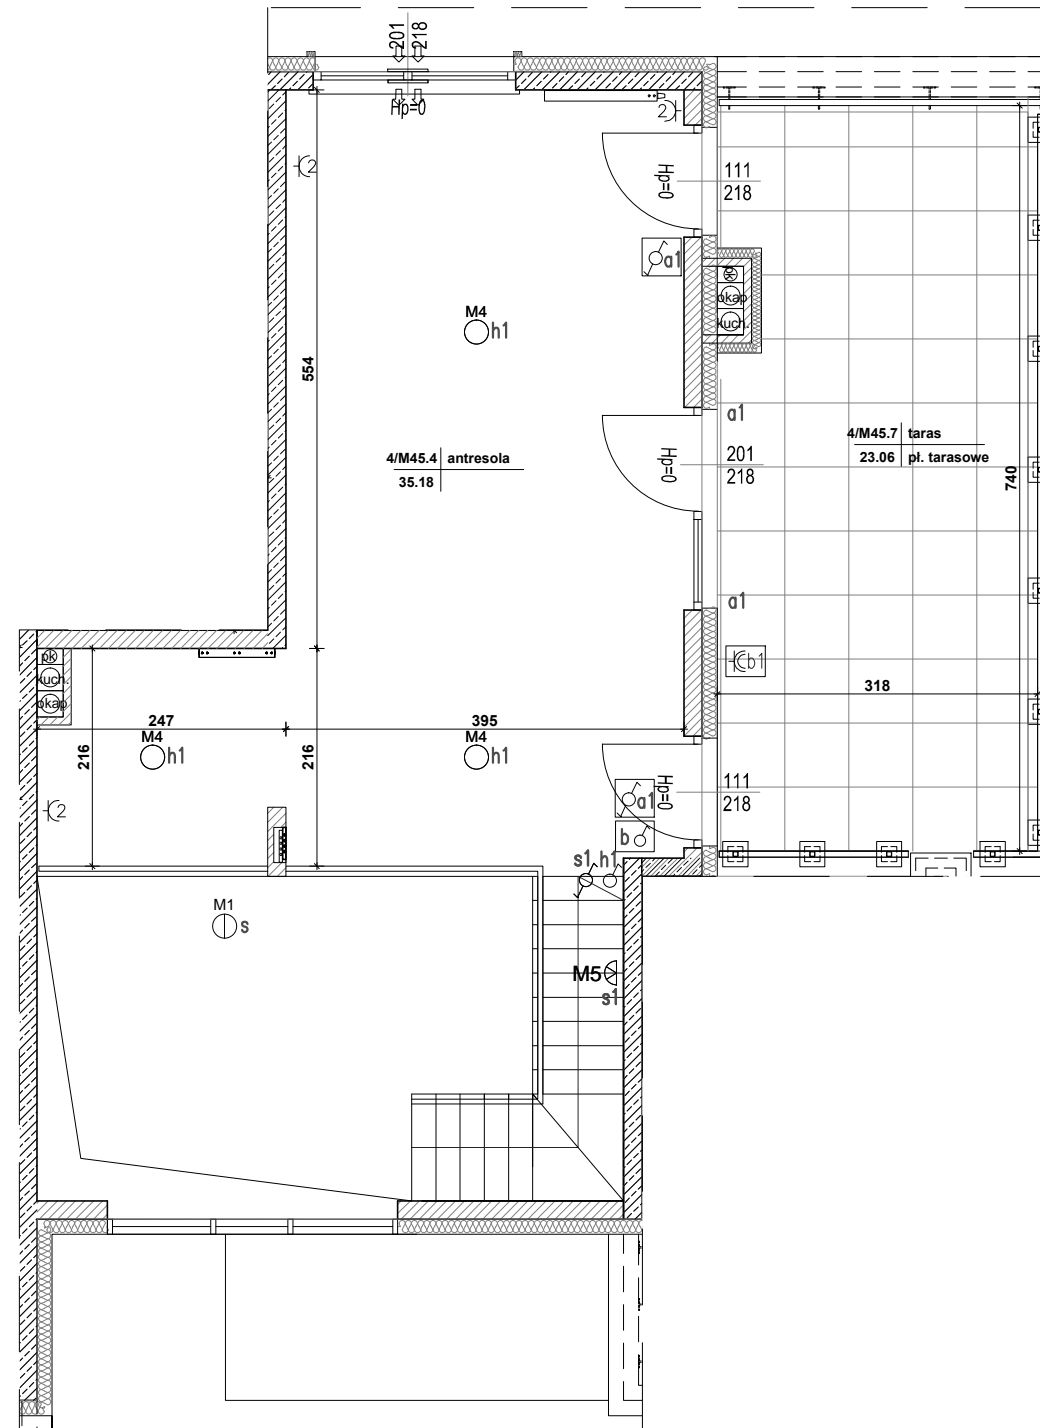 201
218
Hp=0
2
2
Hp=0
111
218
a1
pk
okap
kuch.
M4
h1
554
a1
4/M45.4 antresola
35.18
Hp=0
201
218
4/M45.7 taras
23.06 pł. tarasowe
740
a1
b1
318
pk
kuch.
okap
247
395
M4
h1
M4
h1
216
216
2
Hp=0
111
218
a1
b
s1 h1
M1
s
M5
s1